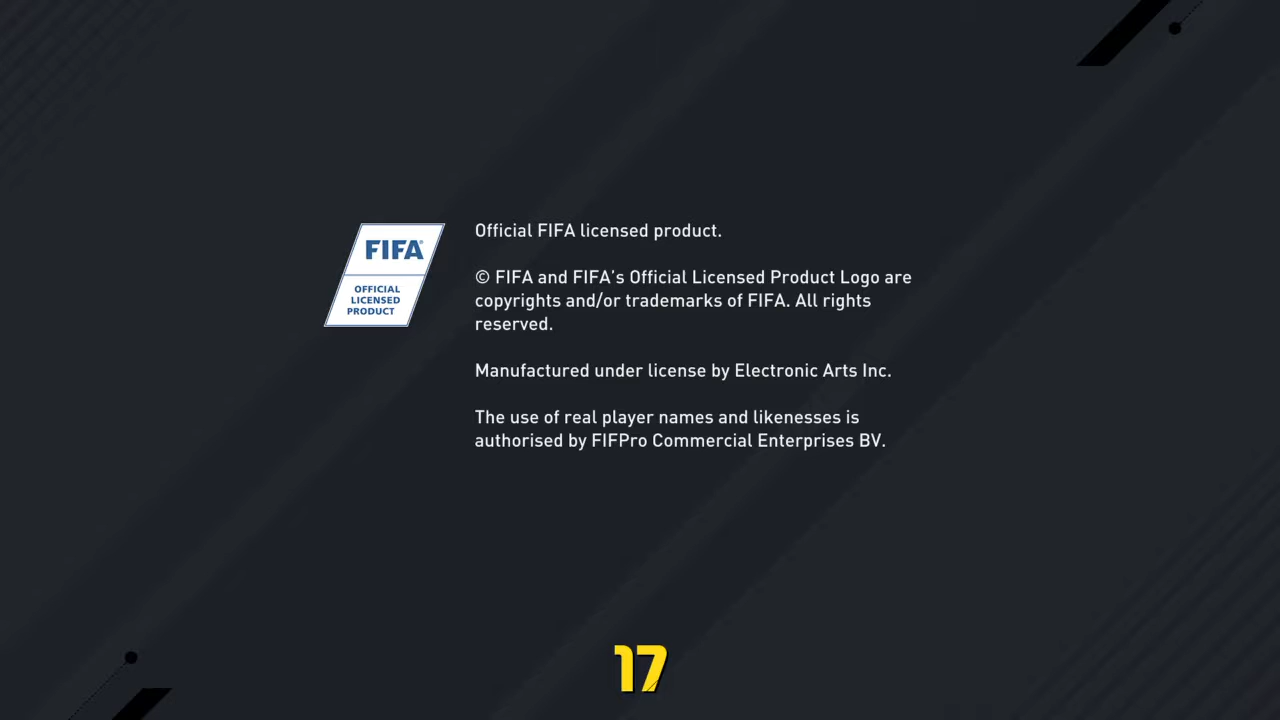 FIFA
OFFICIAL
LICENSED
PRODUCT
Official FIFA licensed product.
© FIFA and FIFA's Official Licensed Product Logo are
copyrights and/or trademarks of FIFA. All rights
reserved.
Manufactured under license by Electronic Arts Inc.
The use of real player names and likenesses is
authorised by FIFPro Commercial Enterprises BV.
17